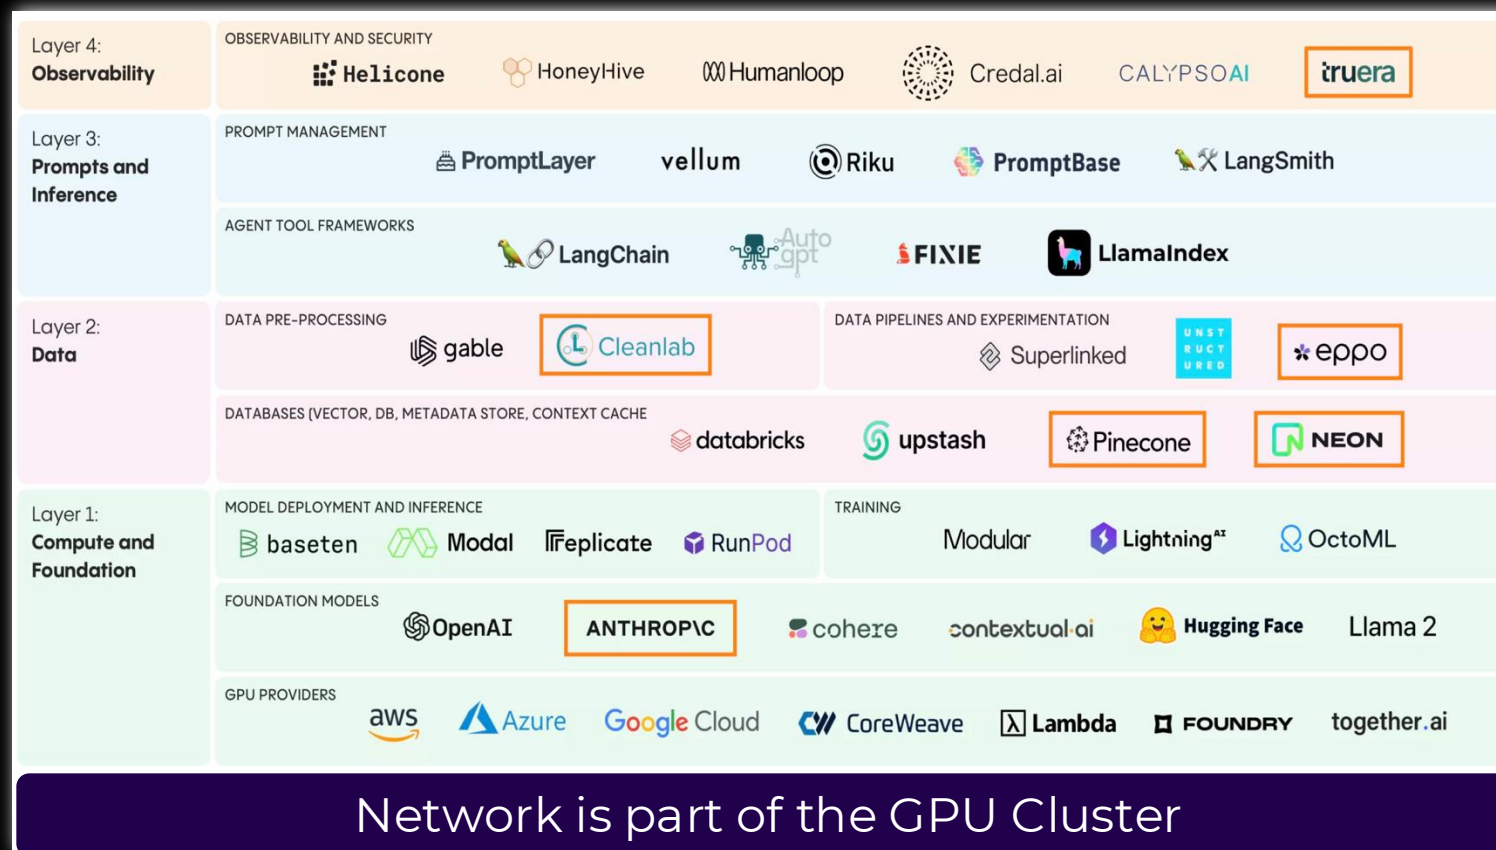 Layer 4:
Observability
OBSERVABILITY AND SECURITY
Helicone HoneyHive Humanloop Credal.ai CALYPSOAI truera
Layer 3:
Prompts and
Inference
PROMPT MANAGEMENT
PromptLayer vellum Riku PromptBase LangSmith
AGENT TOOL FRAMEWORKS
LangChain Auto gpt FIXIE LlamaIndex
Layer 2:
Data
DATA PRE-PROCESSING
gable Cleanlab
DATA PIPELINES AND EXPERIMENTATION
Superlinked UNST RUCT URED eppo
DATABASES (VECTOR, DB, METADATA STORE, CONTEXT CACHE
databricks upstash Pinecone NEON
Layer 1:
Compute and
Foundation
MODEL DEPLOYMENT AND INFERENCE
baseten Modal Replicate RunPod
TRAINING
Modular Lightning AI OctoML
FOUNDATION MODELS
OpenAI ANTHROP\C cohere contextual·ai Hugging Face Llama 2
GPU PROVIDERS
aws Azure Google Cloud CoreWeave Lambda FOUNDRY together.ai
Network is part of the GPU Cluster